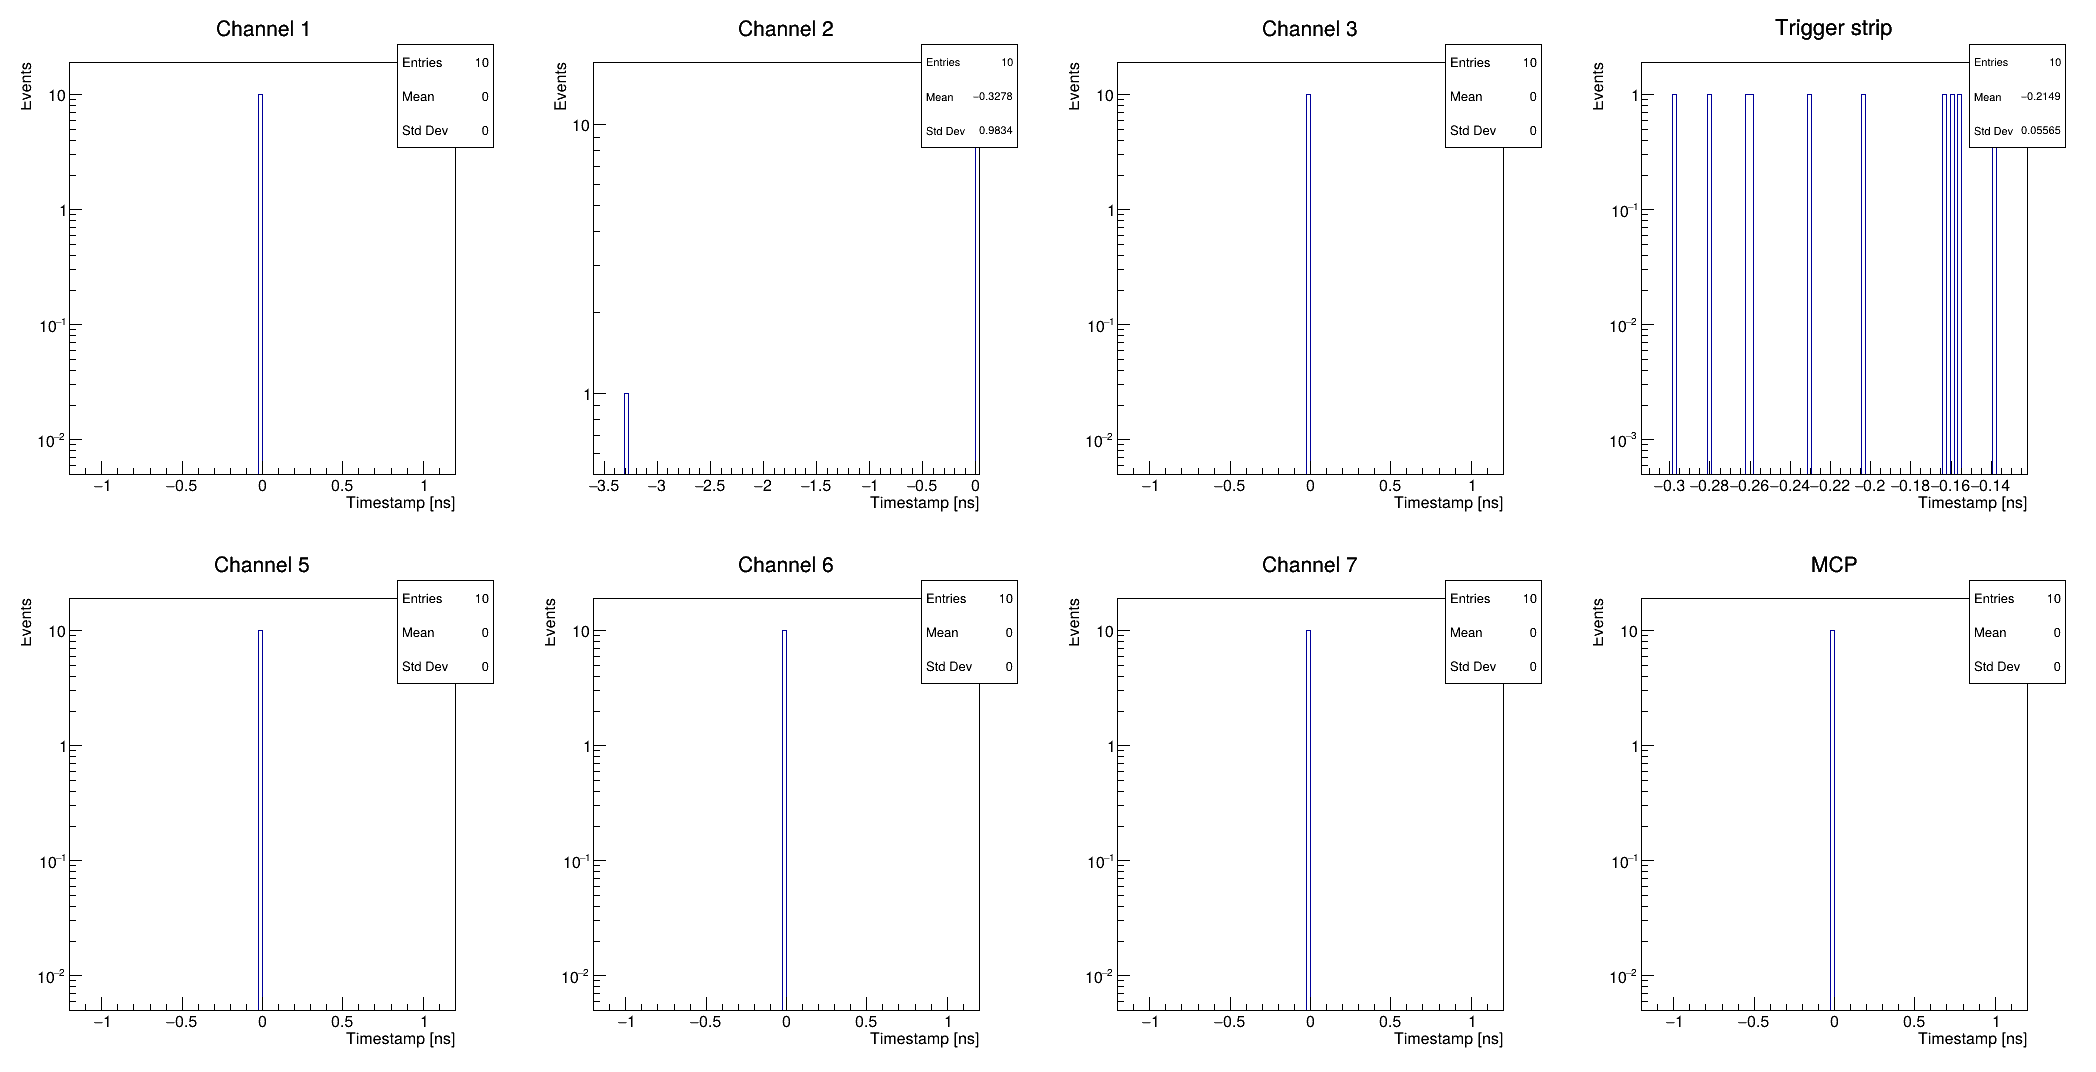 Channel 1
Events
Entries 10
Mean 0
Std Dev 0
10
1
10⁻¹
10⁻²
−1 −0.5 0 0.5 1
Timestamp [ns]
Channel 2
Events
Entries 10
Mean −0.3278
Std Dev 0.9834
10
1
−3.5 −3 −2.5 −2 −1.5 −1 −0.5 0
Timestamp [ns]
Channel 3
Events
Entries 10
Mean 0
Std Dev 0
10
1
10⁻¹
10⁻²
−1 −0.5 0 0.5 1
Timestamp [ns]
Trigger strip
Events
Entries 10
Mean −0.2149
Std Dev 0.05565
1
10⁻¹
10⁻²
10⁻³
−0.3 −0.28 −0.26 −0.24 −0.22 −0.2 −0.18 −0.16 −0.14
Timestamp [ns]
Channel 5
Events
Entries 10
Mean 0
Std Dev 0
10
1
10⁻¹
10⁻²
−1 −0.5 0 0.5 1
Timestamp [ns]
Channel 6
Events
Entries 10
Mean 0
Std Dev 0
10
1
10⁻¹
10⁻²
−1 −0.5 0 0.5 1
Timestamp [ns]
Channel 7
Events
Entries 10
Mean 0
Std Dev 0
10
1
10⁻¹
10⁻²
−1 −0.5 0 0.5 1
Timestamp [ns]
MCP
Events
Entries 10
Mean 0
Std Dev 0
10
1
10⁻¹
10⁻²
−1 −0.5 0 0.5 1
Timestamp [ns]